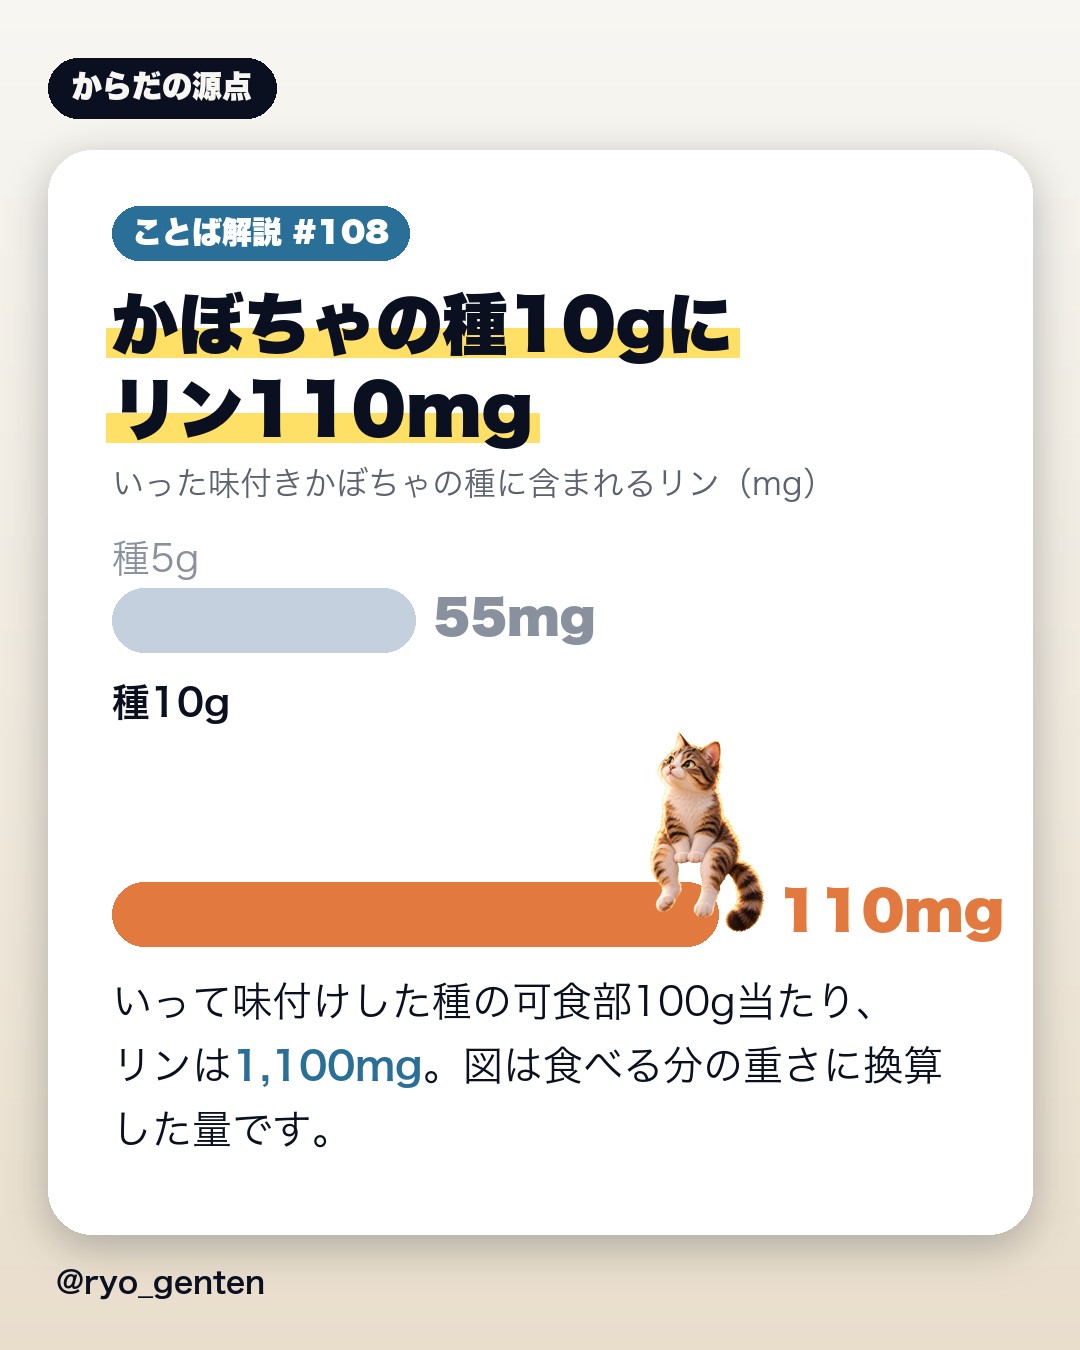 からだの源点
ことば解説 #108
かぼちゃの種10gに
リン110mg
いった味付きかぼちゃの種に含まれるリン（mg）
種5g
55mg
種10g
110mg
いって味付けした種の可食部100g当たり、
リンは1,100mg。図は食べる分の重さに換算
した量です。
@ryo_genten